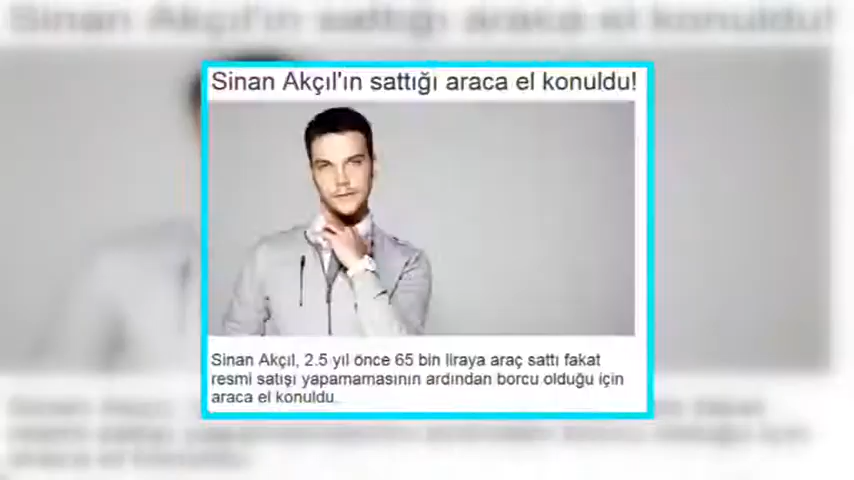 Sinan Akçıl'ın sattığı araca el konuldu!
Sinan Akçıl, 2.5 yıl önce 65 bin liraya araç sattı fakat
resmi satışı yapamamasının ardından borcu olduğu için
araca el konuldu.